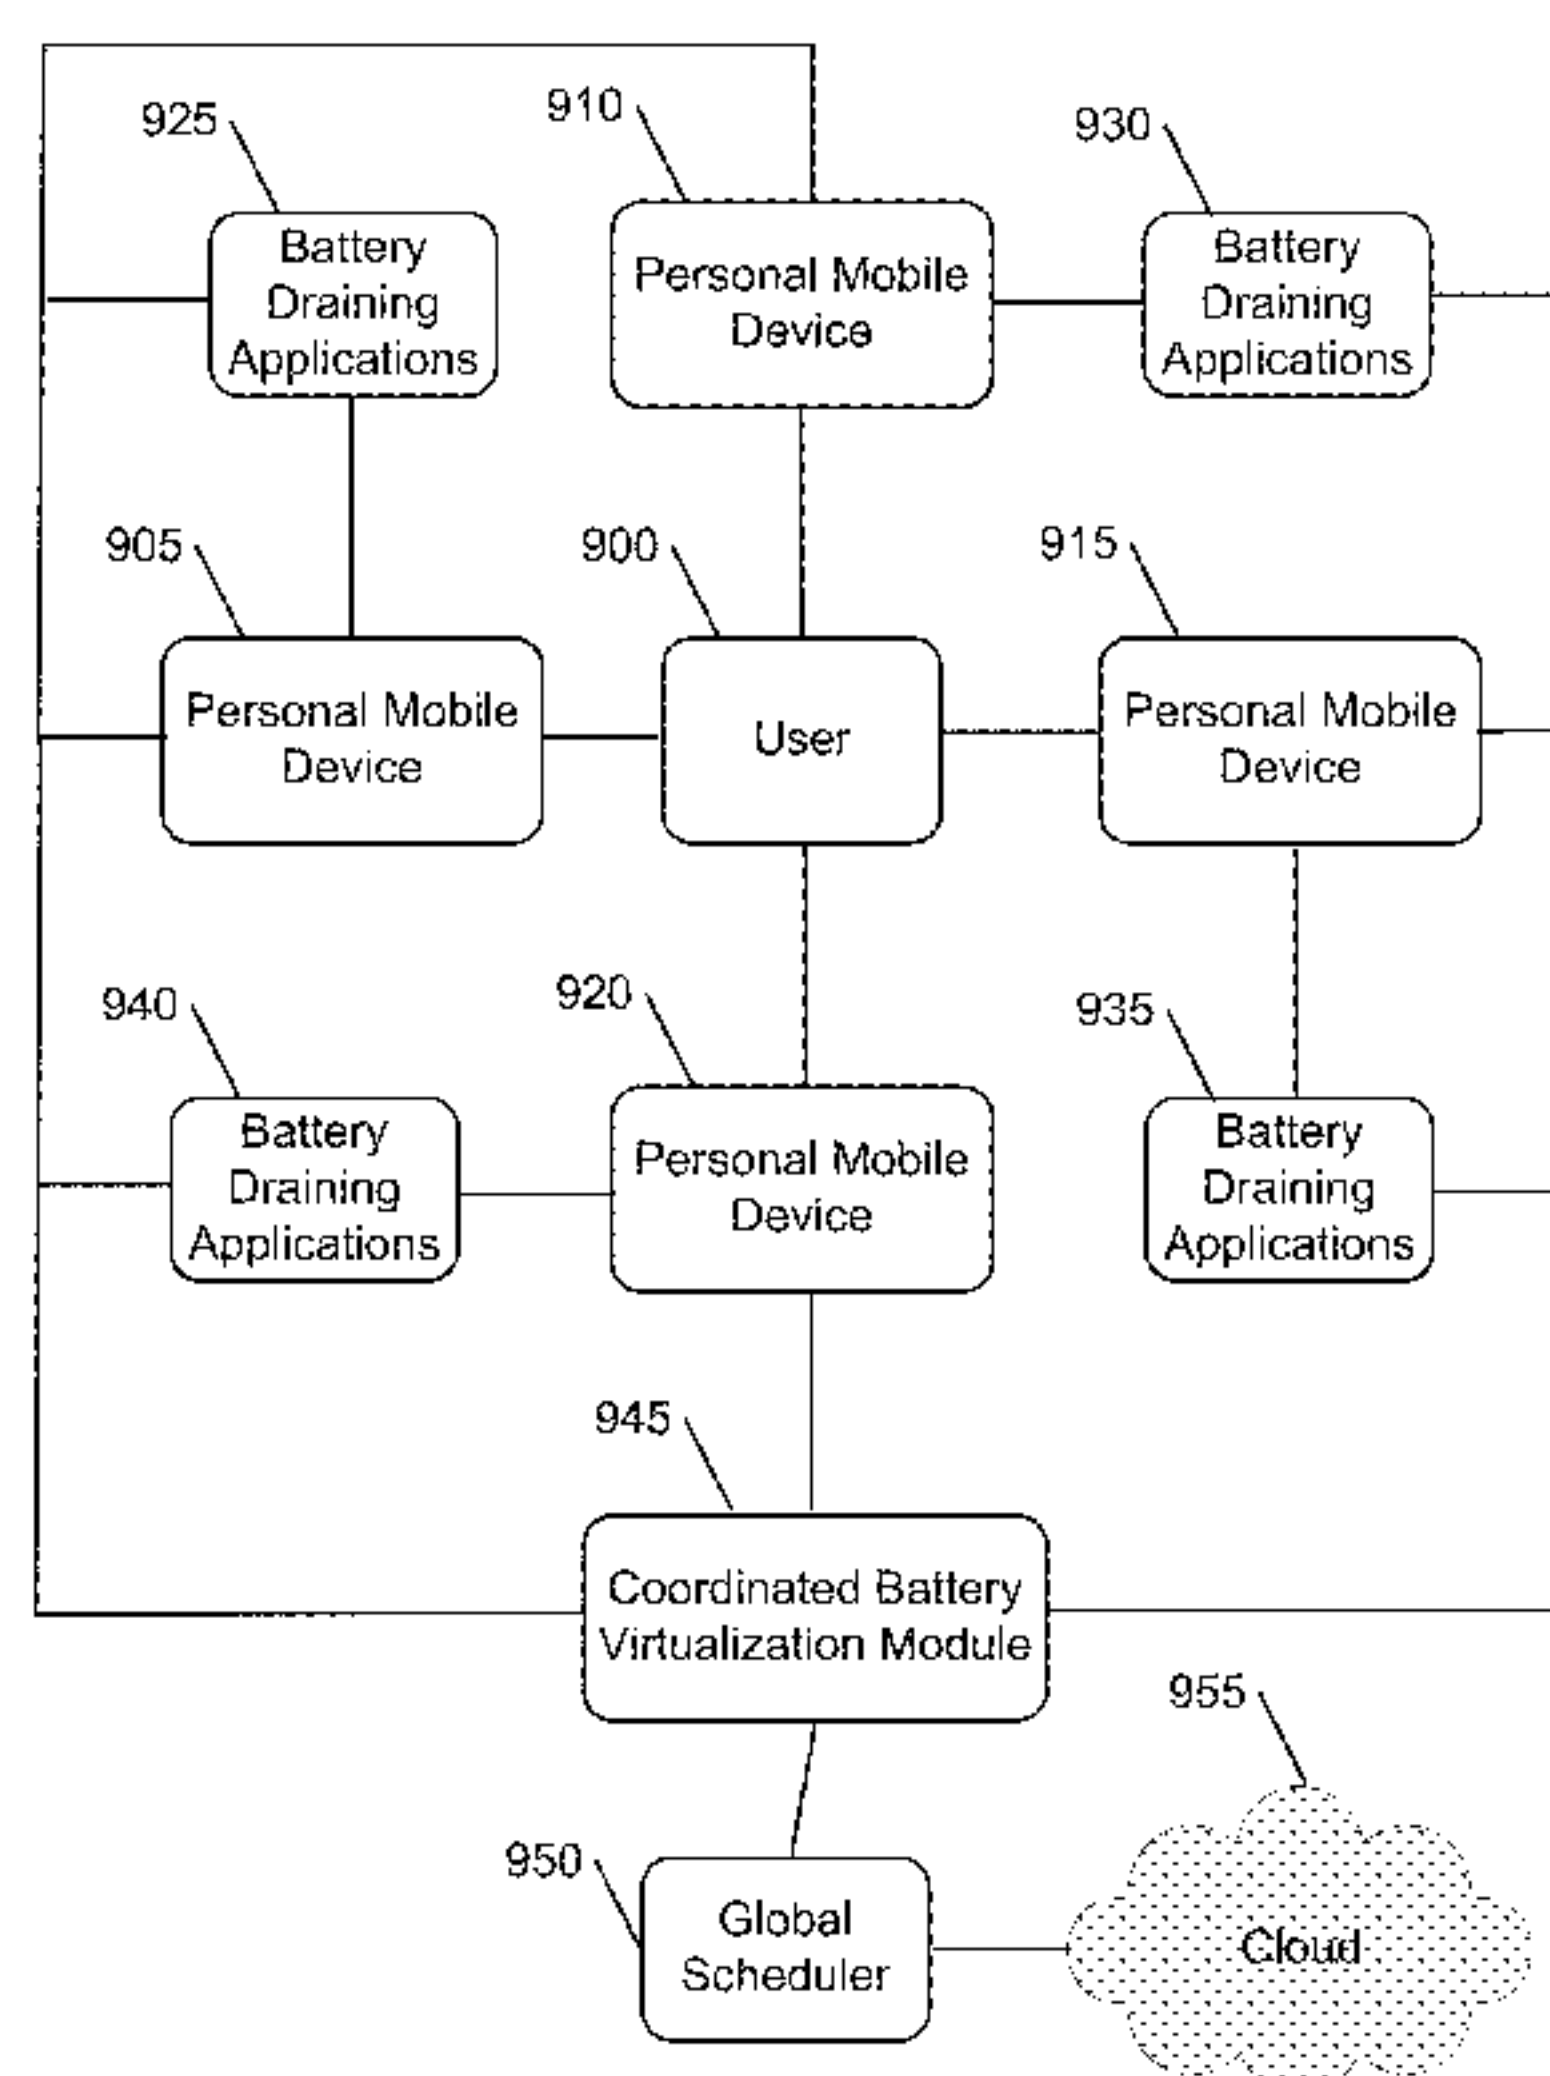 925
910
930
Battery
Draining
Applications
Personal Mobile
Device
Battery
Draining
Applications
905
900
915
Personal Mobile
Device
User
Personal Mobile
Device
940
920
935
Battery
Draining
Applications
Personal Mobile
Device
Battery
Draining
Applications
945
Coordinated Battery
Virtualization Module
955
950
Global
Scheduler
Cloud